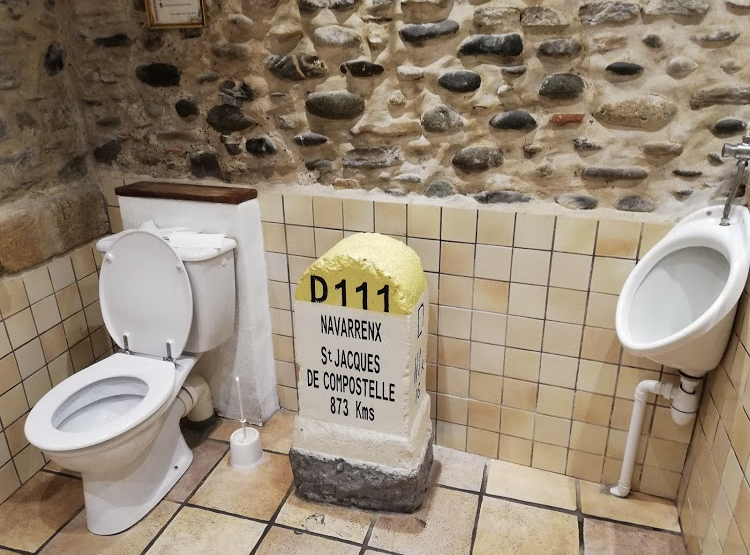 D111
NAVARRENX
St JACQUES
DE COMPOSTELLE
873 Kms